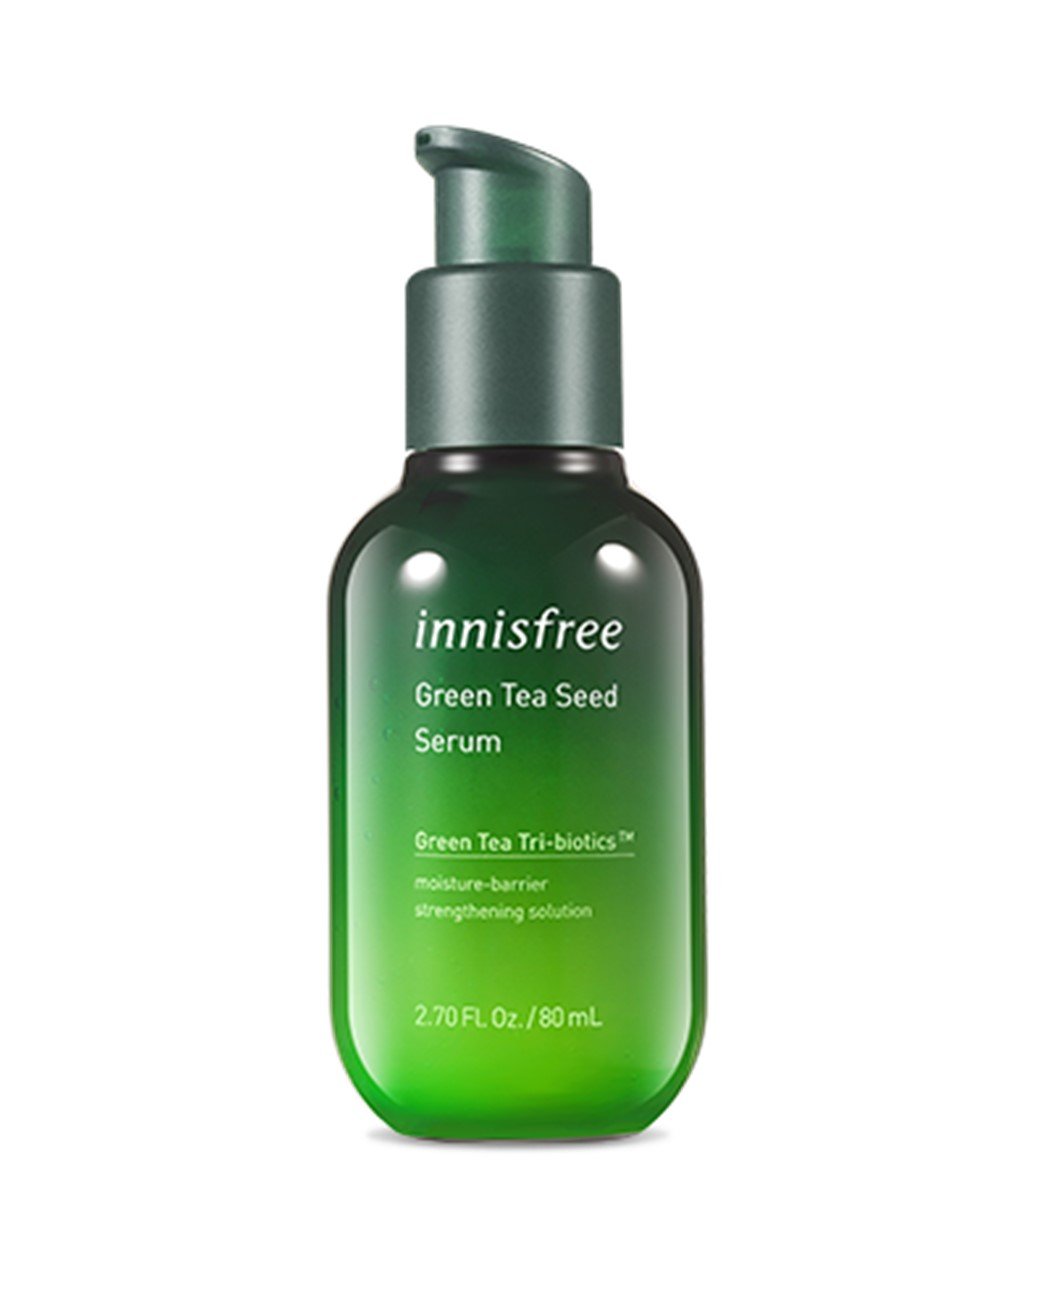 innisfree
Green Tea Seed
Serum
Green Tea Tri-biotics™
moisture-barrier
strengthening solution
2.70 FL Oz. / 80 mL